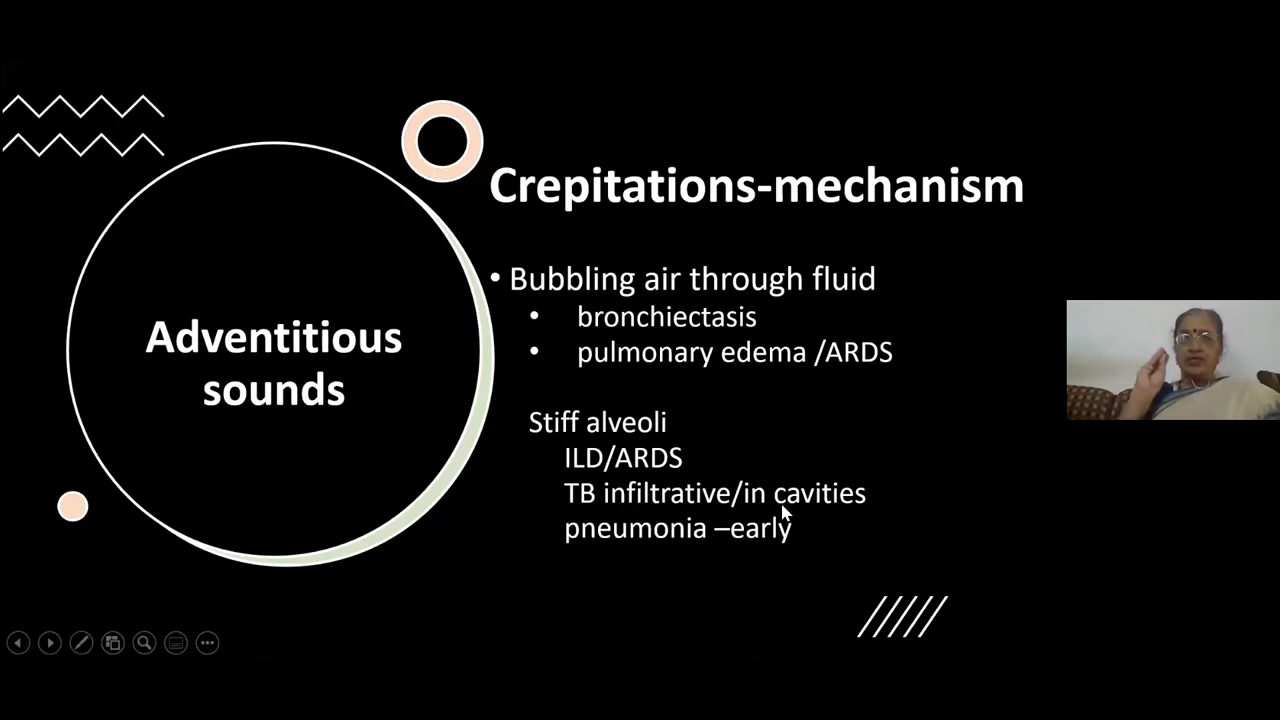 Adventitious
sounds
Crepitations-mechanism
• Bubbling air through fluid
• bronchiectasis
• pulmonary edema /ARDS
Stiff alveoli
ILD/ARDS
TB infiltrative/in cavities
pneumonia –early